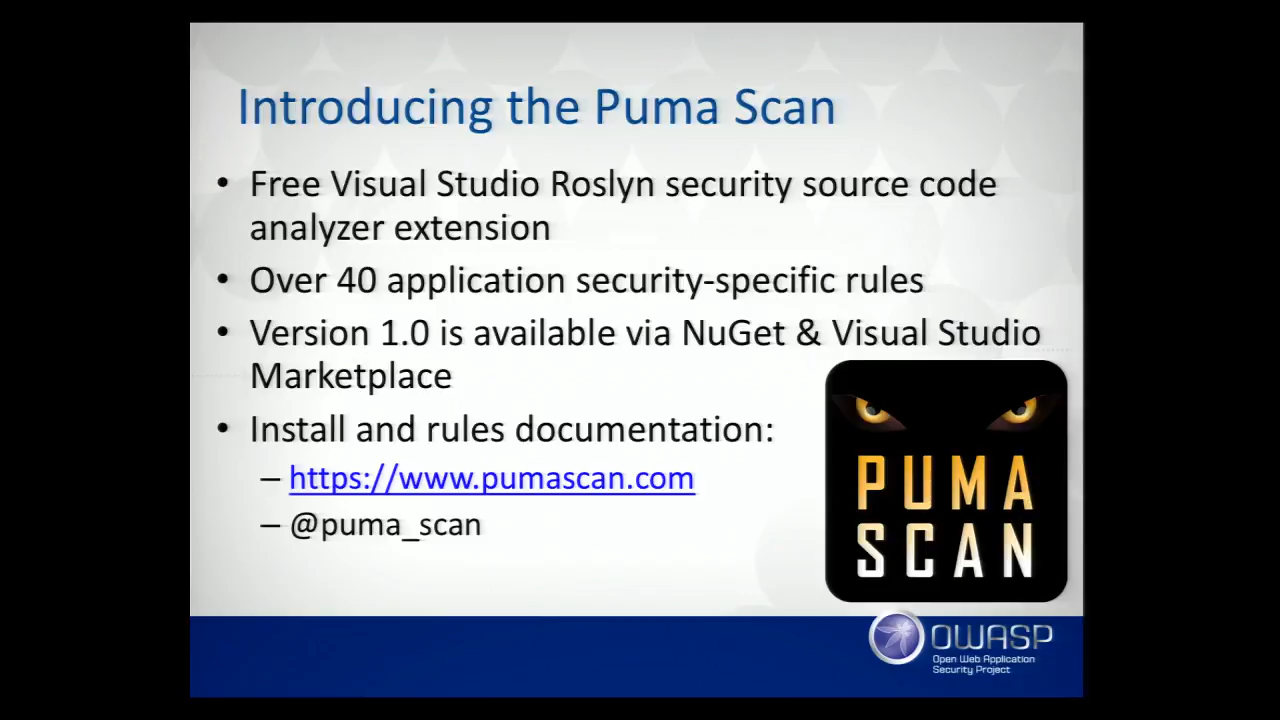 Introducing the Puma Scan
• Free Visual Studio Roslyn security source code
analyzer extension
• Over 40 application security-specific rules
• Version 1.0 is available via NuGet & Visual Studio
Marketplace
• Install and rules documentation:
– https://www.pumascan.com
– @puma_scan
PUMA
SCAN
OWASP
Open Web Application
Security Project